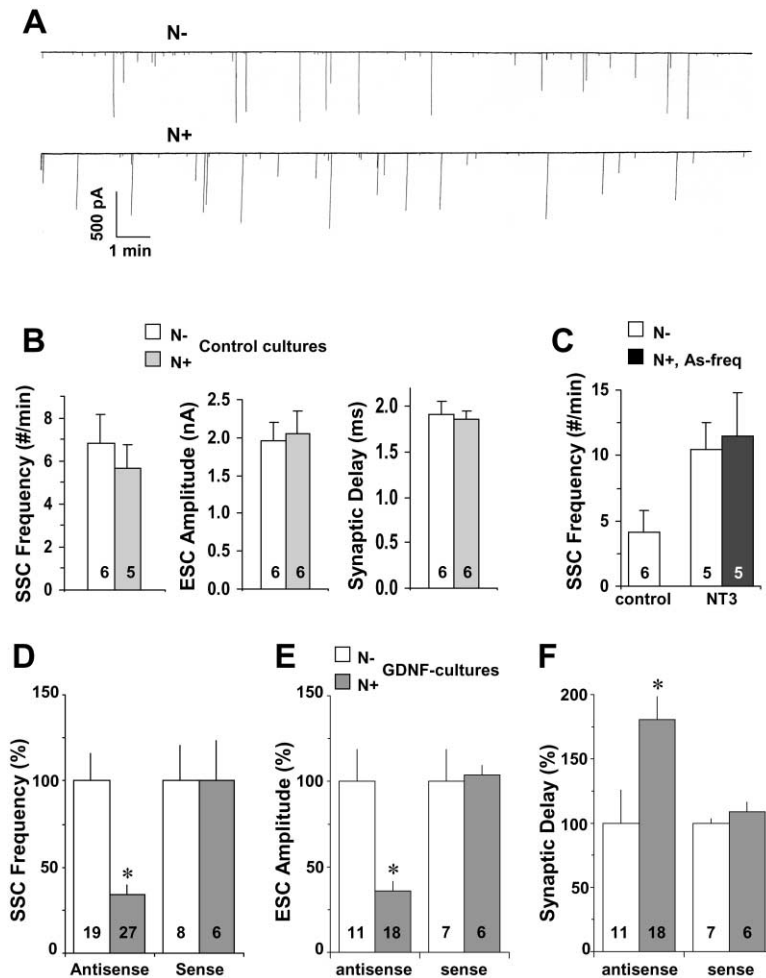 A
N-
N+
500 pA
1 min
B
N-
N+
Control cultures
SSC Frequency (#/min)
8
6
4
2
0
6
5
ESC Amplitude (nA)
2.5
2.0
1.5
1.0
0.5
0.0
6
6
Synaptic Delay (ms)
2.0
1.5
1.0
0.5
0.0
6
6
C
N-
N+, As-freq
SSC Frequency (#/min)
15
10
5
0
6
5
5
control
NT3
D
SSC Frequency (%)
150
100
50
0
*
19
27
8
6
Antisense
Sense
E
N-
N+
GDNF-cultures
ESC Amplitude (%)
150
100
50
0
*
11
18
7
6
antisense
sense
F
Synaptic Delay (%)
200
150
100
50
0
*
11
18
7
6
antisense
sense